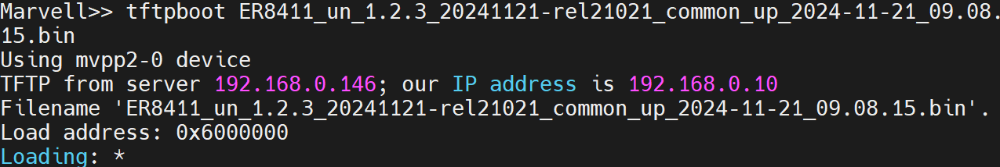 Marvell>> tftpboot ER8411_un_1.2.3_20241121-rel21021_common_up_2024-11-21_09.08.
15.bin
Using mvpp2-0 device
TFTP from server 192.168.0.146; our IP address is 192.168.0.10
Filename 'ER8411_un_1.2.3_20241121-rel21021_common_up_2024-11-21_09.08.15.bin'.
Load address: 0x6000000
Loading: *